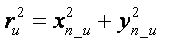 r_u^2 = x_{n_u}^2 + y_{n_u}^2